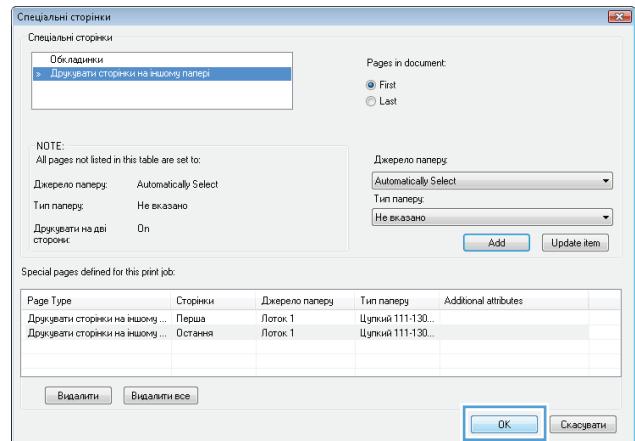 Спеціальні сторінки
Спеціальні сторінки
Обкладинки
» Друкувати сторінки на іншому папері
Pages in document:
First
Last
NOTE:
All pages not listed in this table are set to:
Джерело паперу: Automatically Select
Тип паперу: Не вказано
Друкувати на дві сторони: On
Джерело паперу:
Automatically Select
Тип паперу:
Не вказано
Add Update item
Special pages defined for this print job:
Page Type Сторінки Джерело паперу Тип паперу Additional attributes
Друкувати сторінки на іншому ... Перша Лоток 1 Цупкий 111-130...
Друкувати сторінки на іншому ... Остання Лоток 1 Цупкий 111-130...
Видалити Видалити все
OK Скасувати